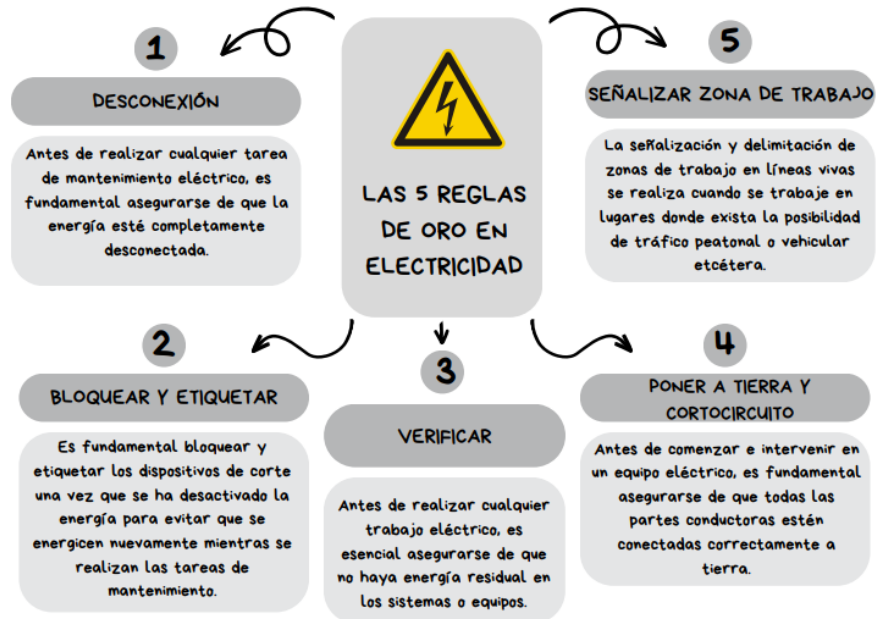 LAS 5 REGLAS
DE ORO EN
ELECTRICIDAD
1
DESCONEXIÓN
Antes de realizar cualquier tarea
de mantenimiento eléctrico, es
fundamental asegurarse de que la
energía esté completamente
desconectada.
2
BLOQUEAR Y ETIQUETAR
Es fundamental bloquear y
etiquetar los dispositivos de corte
una vez que se ha desactivado la
energía para evitar que se
energicen nuevamente mientras se
realizan las tareas de
mantenimiento.
3
VERIFICAR
Antes de realizar cualquier
trabajo eléctrico, es
esencial asegurarse de que
no haya energía residual en
los sistemas o equipos.
4
PONER A TIERRA Y
CORTOCIRCUITO
Antes de comenzar e intervenir en
un equipo eléctrico, es fundamental
asegurarse de que todas las
partes conductoras estén
conectadas correctamente a
tierra.
5
SEÑALIZAR ZONA DE TRABAJO
La señalización y delimitación de
zonas de trabajo en líneas vivas
se realiza cuando se trabaje en
lugares donde exista la posibilidad
de tráfico peatonal o vehicular
etcétera.